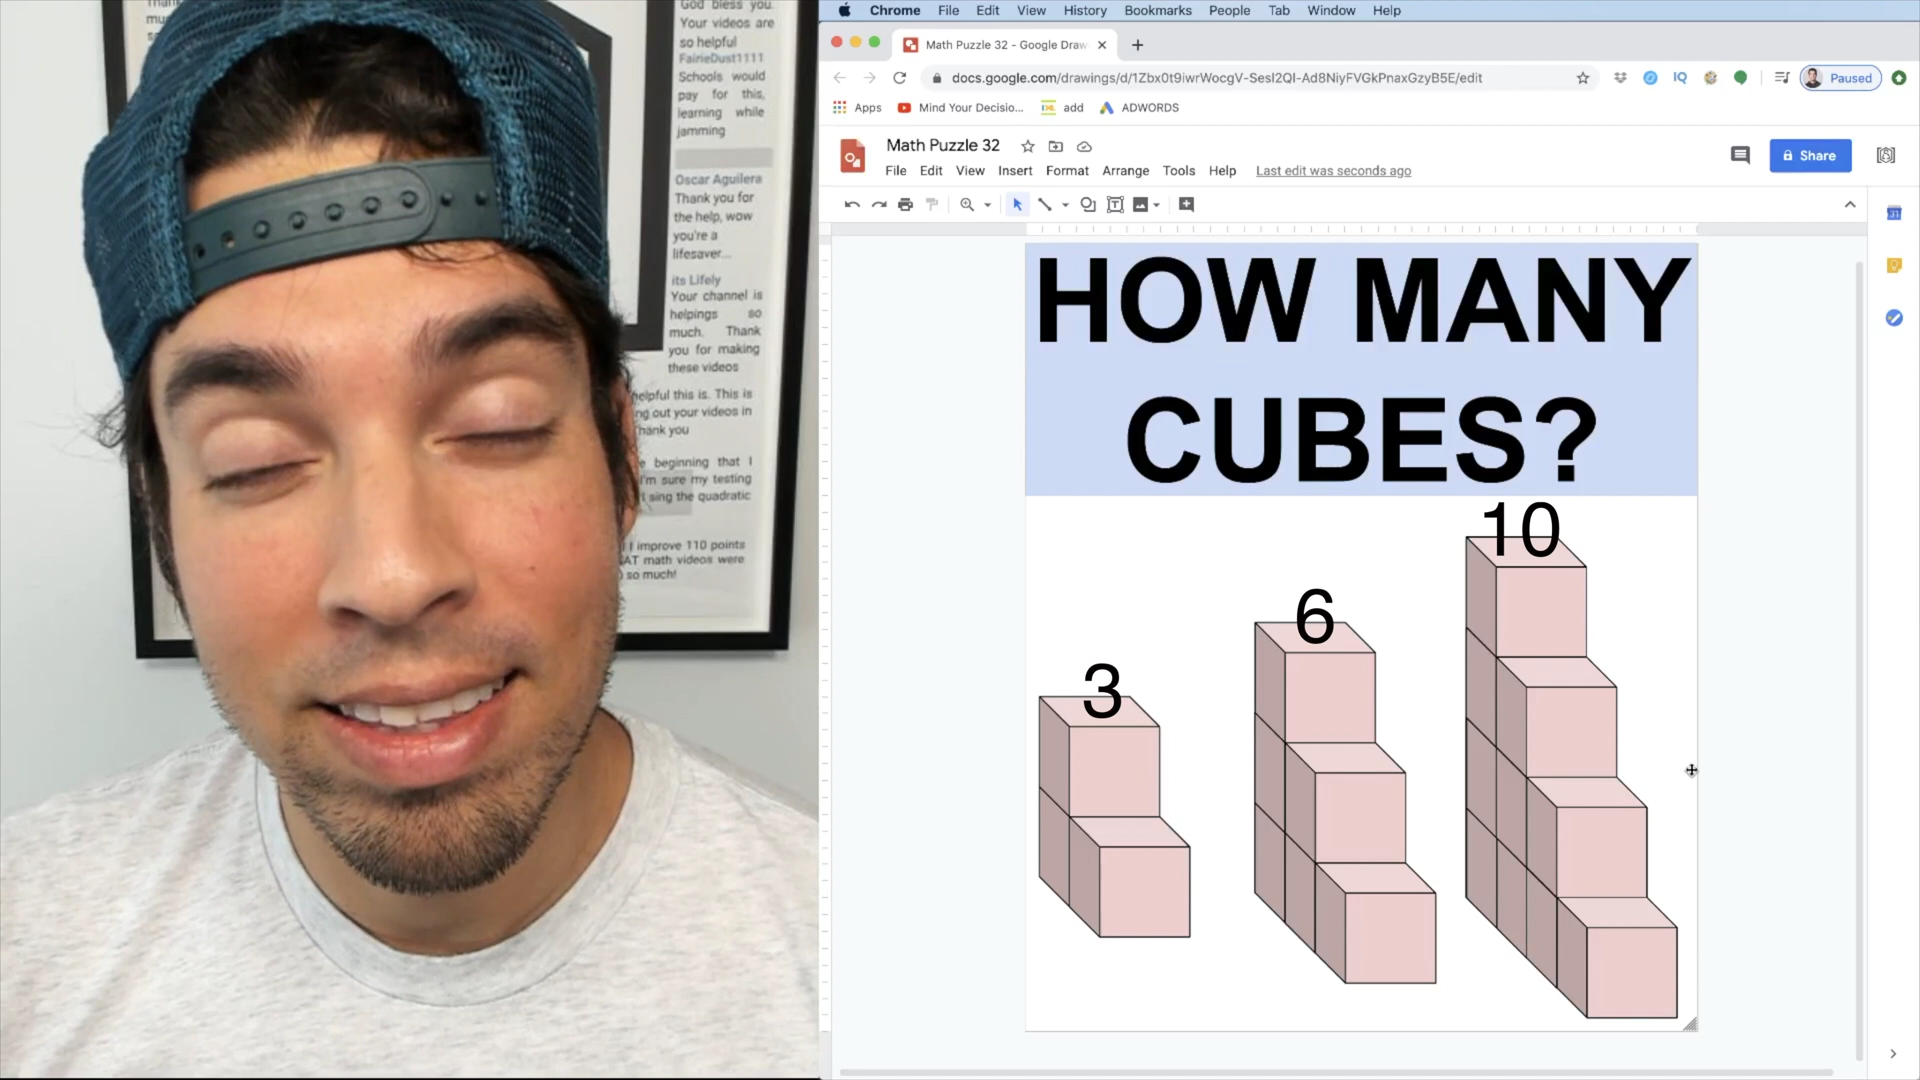 God bless you.
Your videos are
so helpful
FairieDust1111
Schools would
pay for this,
learning while
jamming
Oscar Aguilera
Thank you for
the help, wow
you're a
lifesaver...
its Lifely
Your channel is
helpings so
much. Thank
you for making
these videos
helpful this is. This is
ng out your videos in
hank you
beginning that I
I'm sure my testing
sing the quadratic
I improve 110 points
AT math videos were
so much!
Chrome File Edit View History Bookmarks People Tab Window Help
Math Puzzle 32 - Google Draw
docs.google.com/drawings/d/1Zbx0t9iwrWocgV-SesI2QI-Ad8NiyFVGkPnaxGzyB5E/edit
IQ
Paused
Apps Mind Your Decisio... add ADWORDS
Math Puzzle 32
File Edit View Insert Format Arrange Tools Help Last edit was seconds ago
Share
HOW MANY
CUBES?
3
6
10